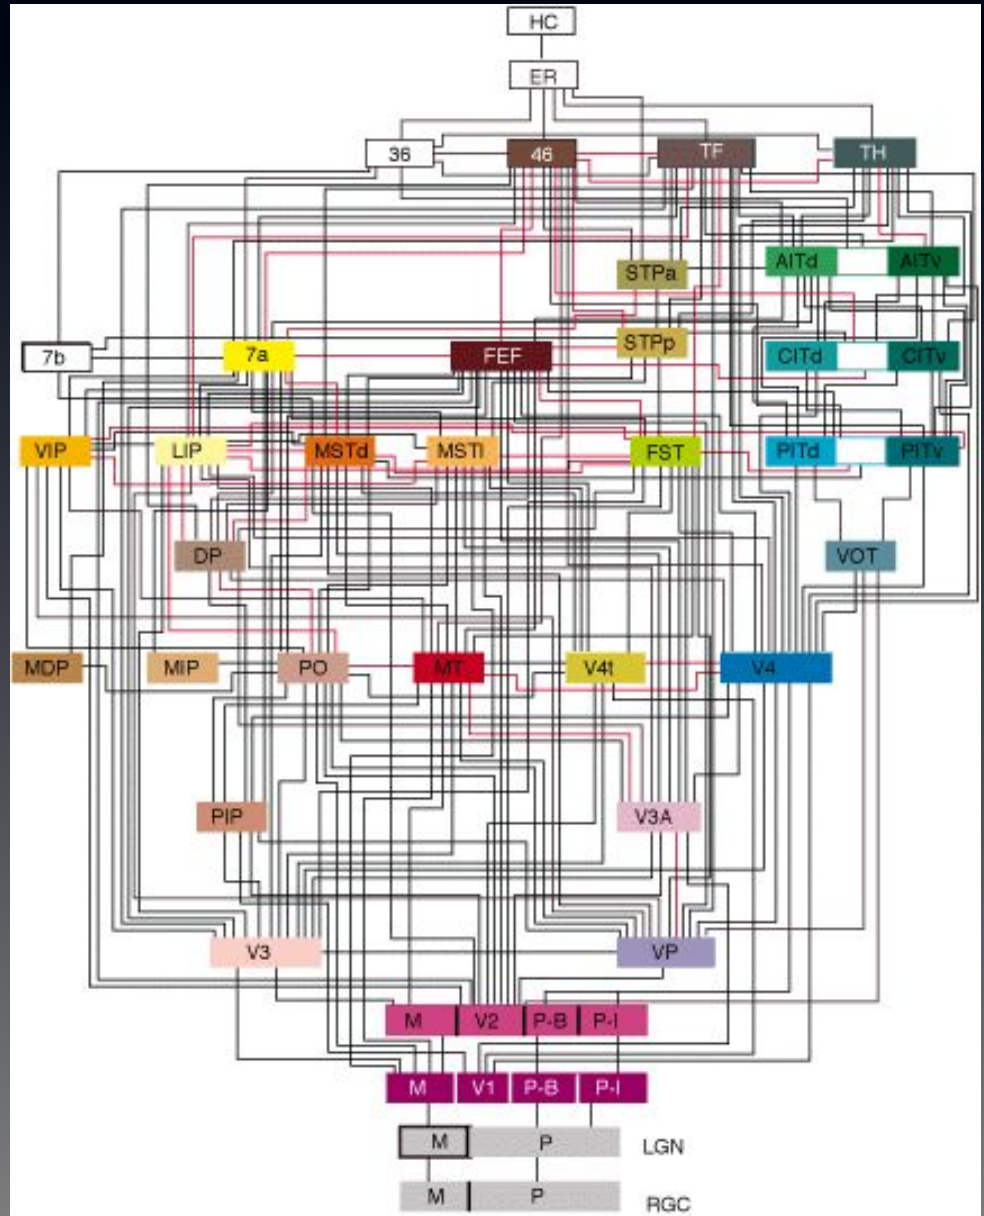 HC
ER
36 46 TF TH
STPa AITd AITv
7b 7a FEF STPp CITd CITv
VIP LIP MSTd MSTl FST PITd PITv
DP VOT
MDP MIP PO MT V4t V4
PIP V3A
V3 VP
M V2 P-B P-I
M V1 P-B P-I
M P LGN
M P RGC